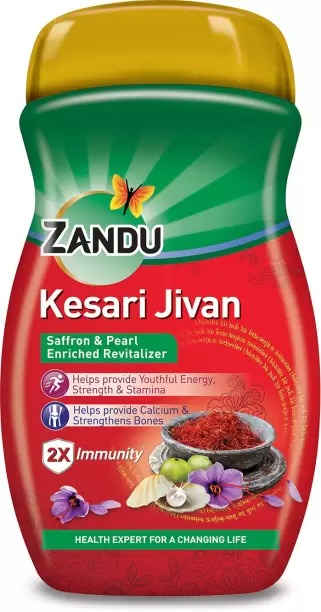 ZANDU
Kesari Jivan
Saffron & Pearl
Enriched Revitalizer
Helps provide Youthful Energy,
Strength & Stamina
Helps provide Calcium &
Strengthens Bones
2X Immunity
HEALTH EXPERT FOR A CHANGING LIFE